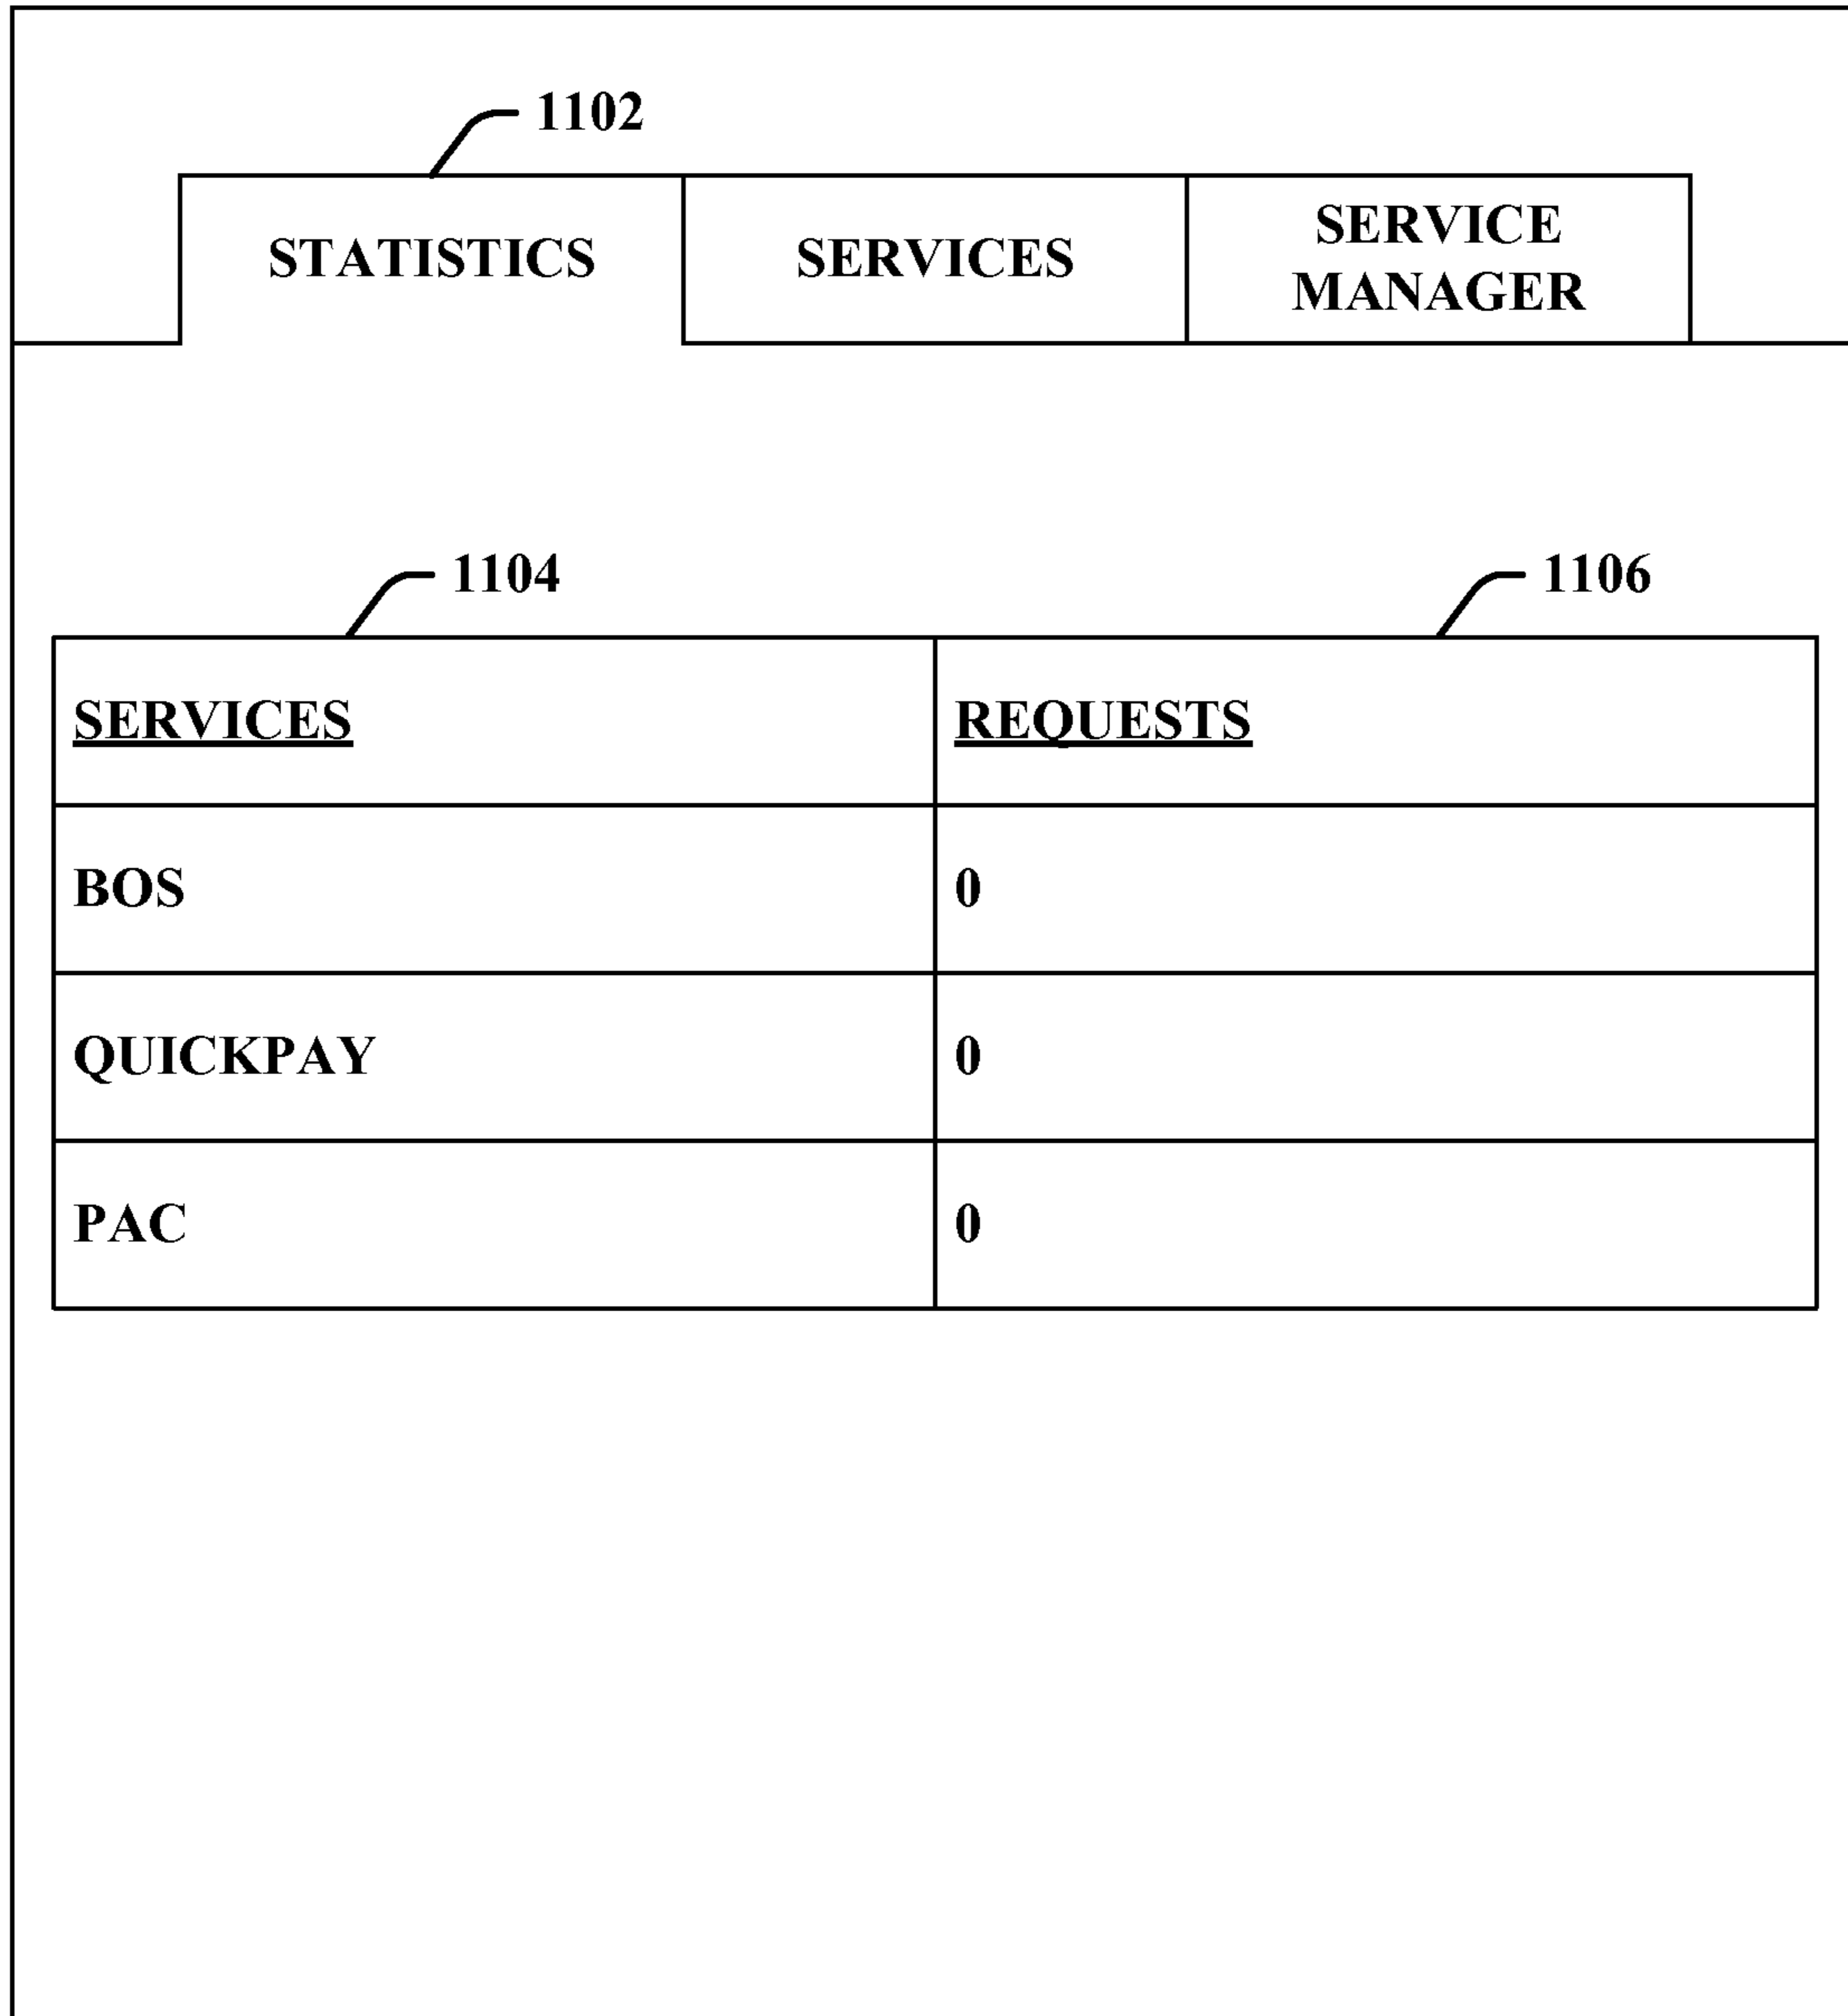 1102
STATISTICS
SERVICES
SERVICE
MANAGER
1104
1106
SERVICES
REQUESTS
BOS
0
QUICKPAY
0
PAC
0